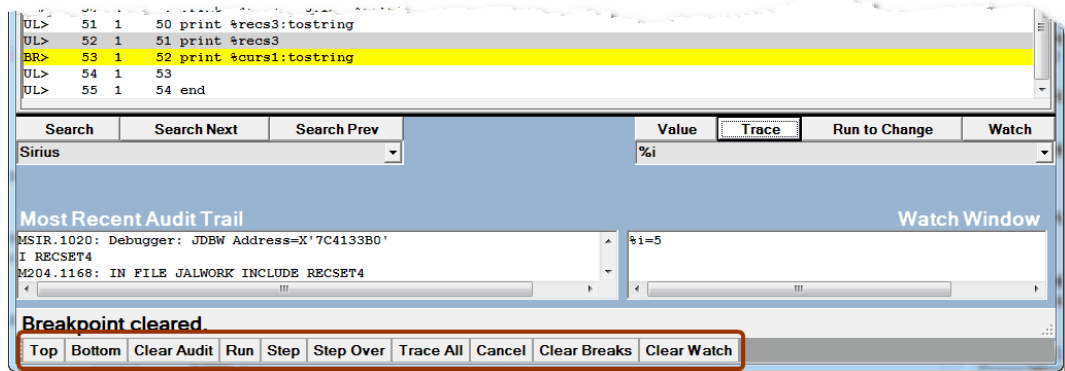 UL> 51 1 50 print %recs3:tostring
UL> 52 1 51 print %recs3
BR> 53 1 52 print %curs1:tostring
UL> 54 1 53
UL> 55 1 54 end
Search Search Next Search Prev Value Trace Run to Change Watch
Sirius %i
Most Recent Audit Trail Watch Window
MSIR.1020: Debugger: JDBW Address=X'7C4133B0' %i=5
I RECSET4
M204.1168: IN FILE JALWORK INCLUDE RECSET4
Breakpoint cleared.
Top Bottom Clear Audit Run Step Step Over Trace All Cancel Clear Breaks Clear Watch